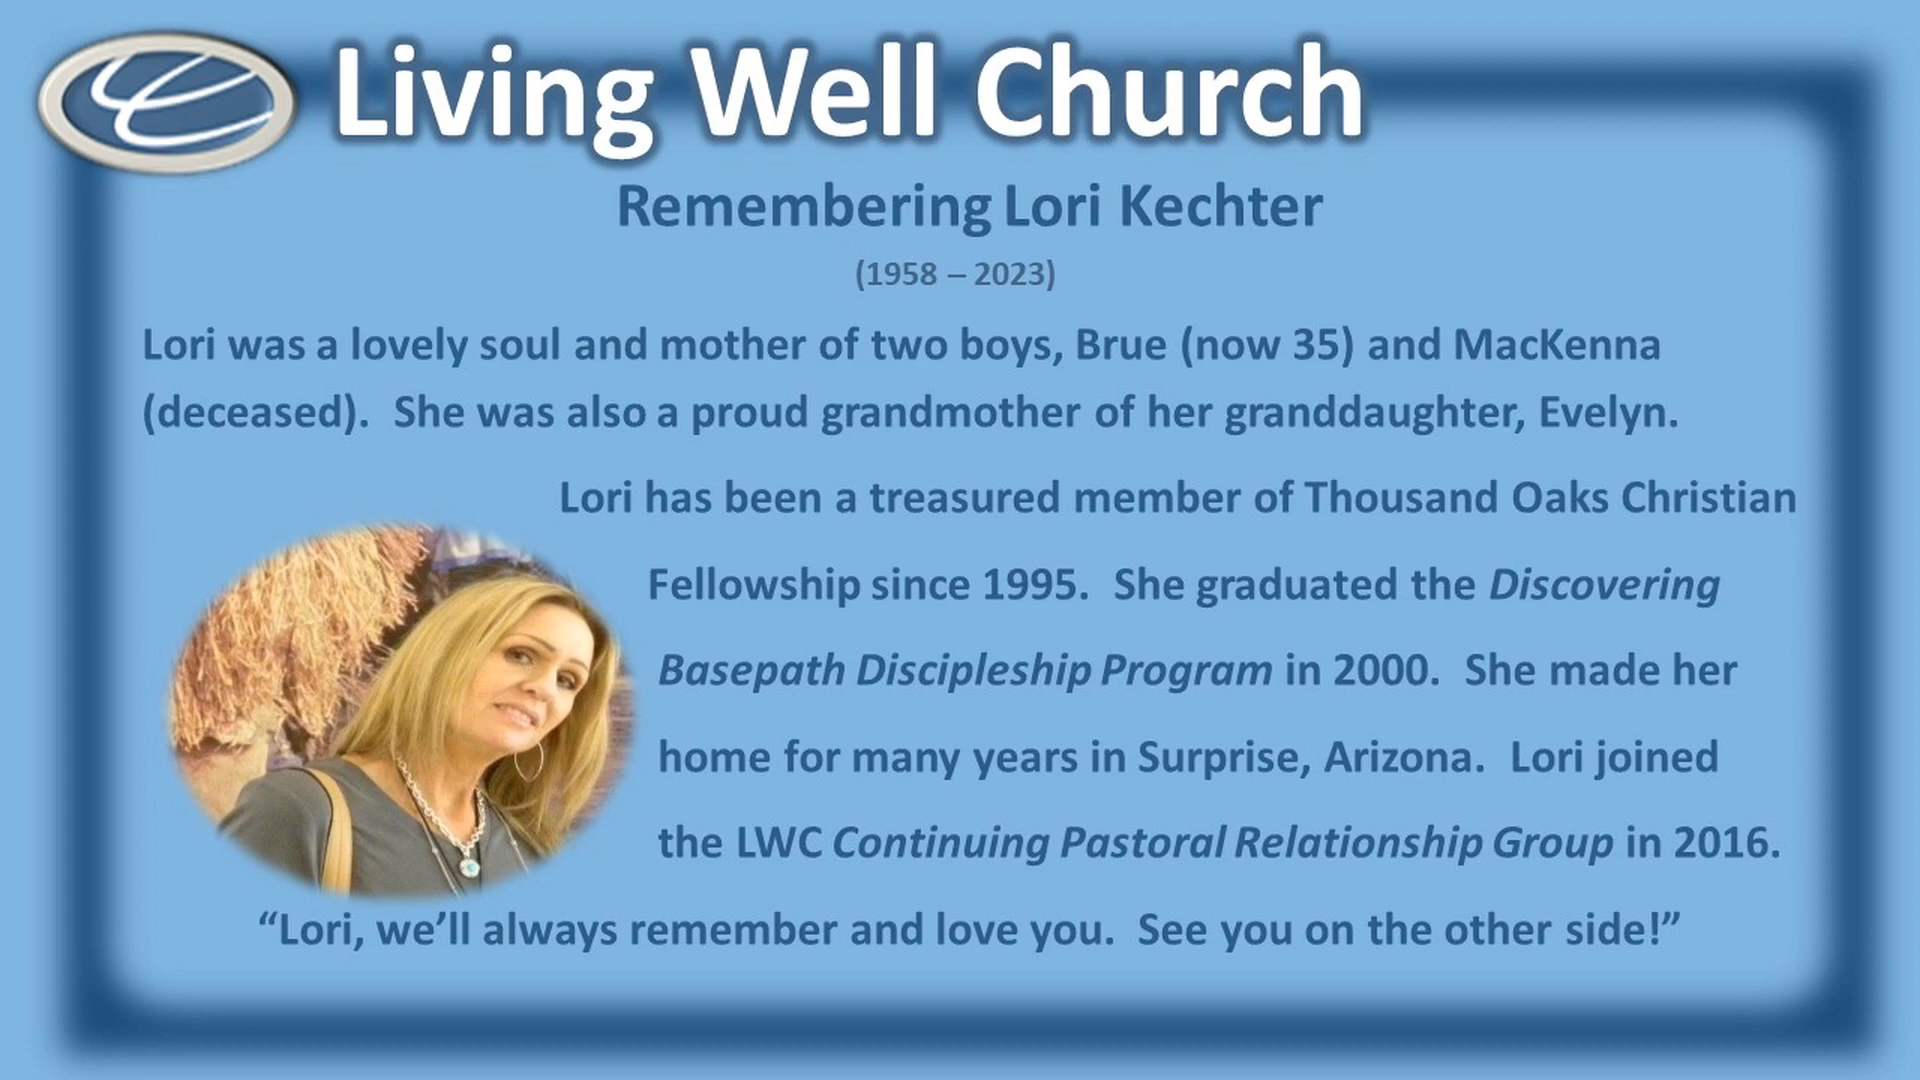 Living Well Church
Remembering Lori Kechter
(1958 – 2023)
Lori was a lovely soul and mother of two boys, Brue (now 35) and MacKenna
(deceased).  She was also a proud grandmother of her granddaughter, Evelyn.
Lori has been a treasured member of Thousand Oaks Christian
Fellowship since 1995.  She graduated the Discovering
Basepath Discipleship Program in 2000.  She made her
home for many years in Surprise, Arizona.  Lori joined
the LWC Continuing Pastoral Relationship Group in 2016.
“Lori, we’ll always remember and love you.  See you on the other side!”